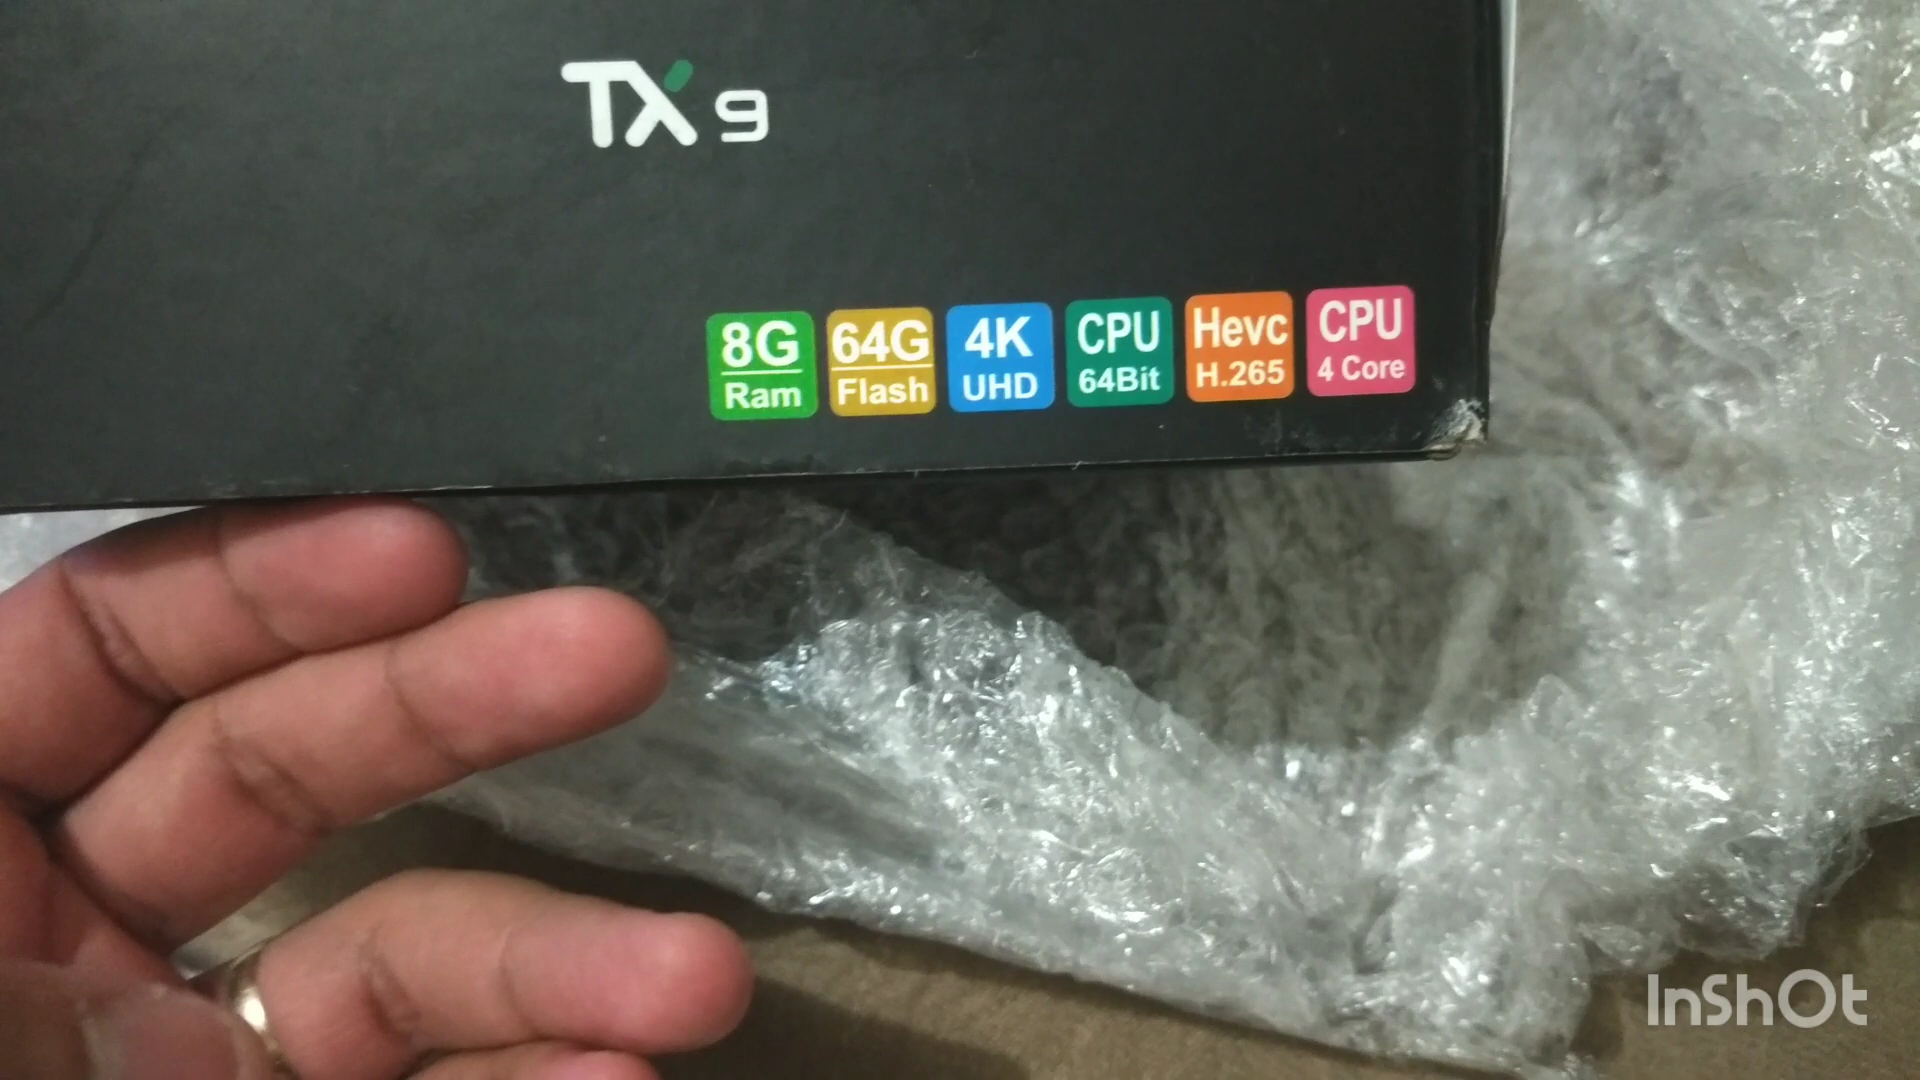 TX9
8G
Ram
64G
Flash
4K
UHD
CPU
64Bit
Hevc
H.265
CPU
4 Core
InShOt